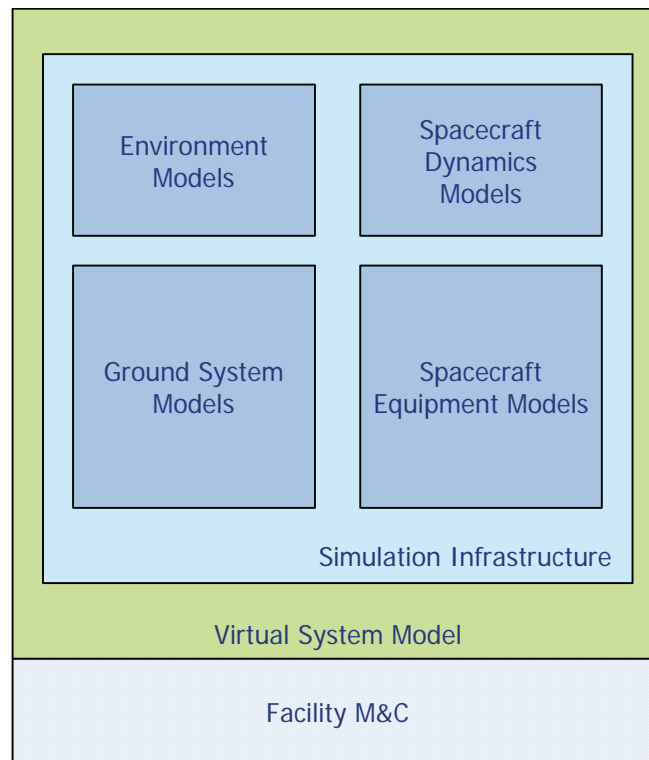 Environment
Models
Spacecraft
Dynamics
Models
Ground System
Models
Spacecraft
Equipment Models
Simulation Infrastructure
Virtual System Model
Facility M&C